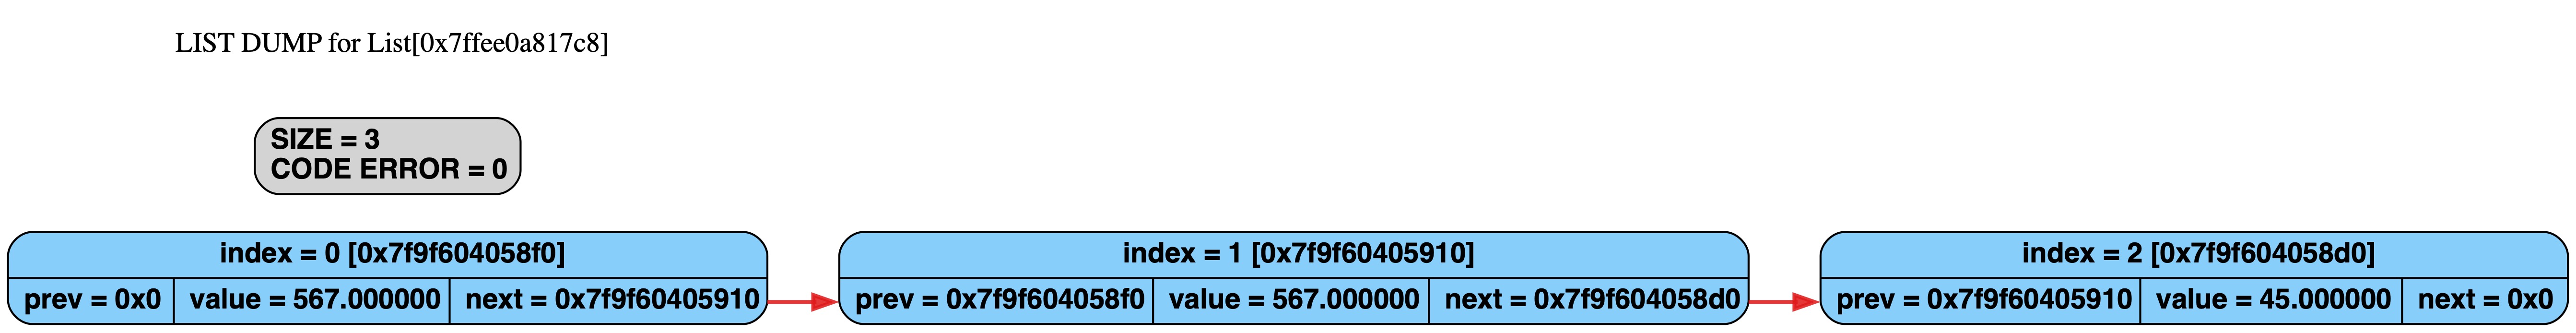 LIST DUMP for List[0x7ffee0a817c8]
SIZE = 3
CODE ERROR = 0
index = 0 [0x7f9f604058f0]
prev = 0x0 value = 567.000000 next = 0x7f9f60405910
index = 1 [0x7f9f60405910]
prev = 0x7f9f604058f0 value = 567.000000 next = 0x7f9f604058d0
index = 2 [0x7f9f604058d0]
prev = 0x7f9f60405910 value = 45.000000 next = 0x0